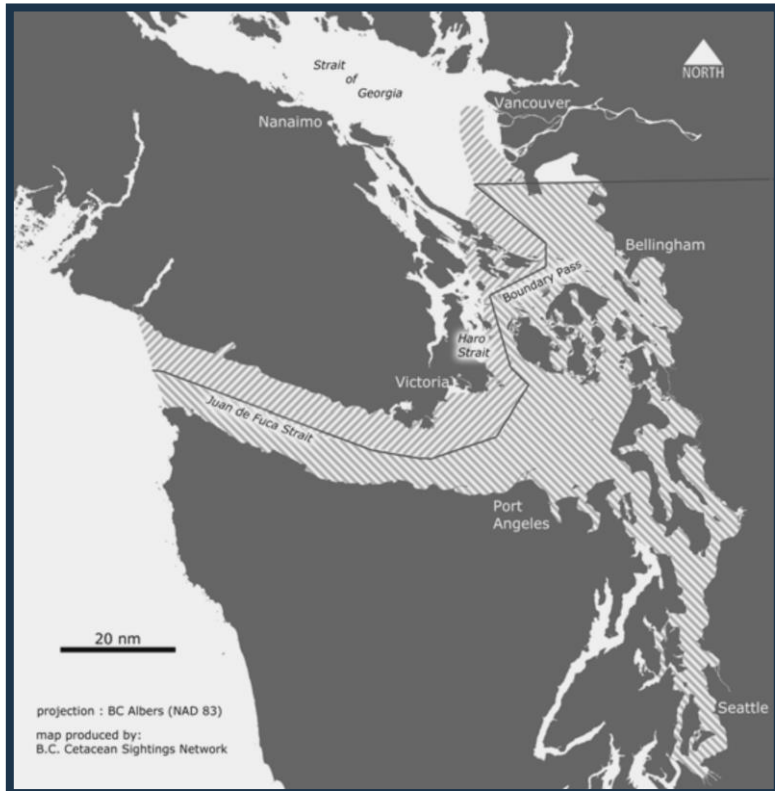 Strait
of
Georgia
NORTH
Vancouver
Nanaimo
Bellingham
Boundary Pass
Haro
Strait
Victoria
Juan de Fuca Strait
Port
Angeles
20 nm
Seattle
projection : BC Albers (NAD 83)
map produced by:
B.C. Cetacean Sightings Network